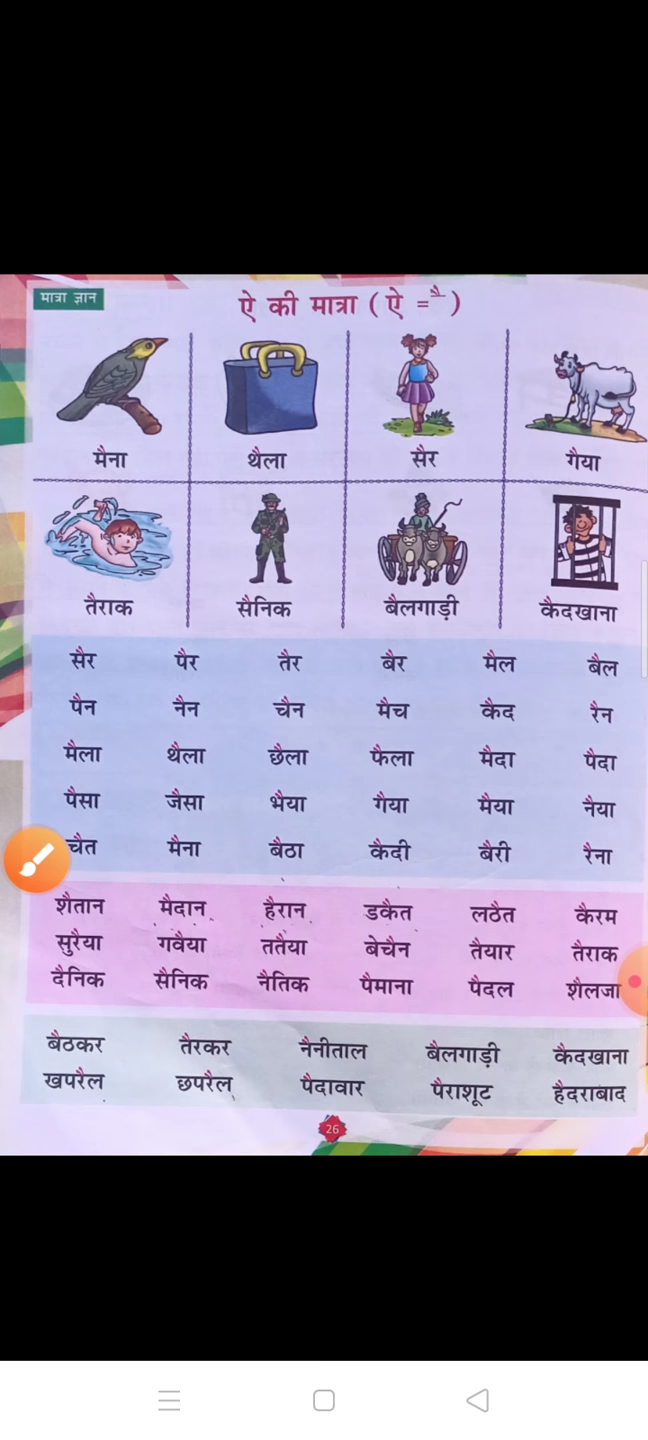 मात्रा ज्ञान
ऐ की मात्रा ( ऐ = ै )
मैना थैला सैर गैया
तैराक सैनिक बैलगाड़ी कैदखाना
सैर पैर तैर बैर मैल बैल
पैन नैन चैन मैच कैद रैन
मैला थैला छैला फैला मैदा पैदा
पैसा जैसा भैया गैया मैया नैया
चैत मैना बैठा कैदी बैरी रैना
शैतान मैदान हैरान डकैत लठैत कैरम
सुरैया गवैया ततैया बेचैन तैयार तैराक
दैनिक सैनिक नैतिक पैमाना पैदल शैलजा
बैठकर तैरकर नैनीताल बैलगाड़ी कैदखाना
खपरैल छपरैल पैदावार पैराशूट हैदराबाद
26